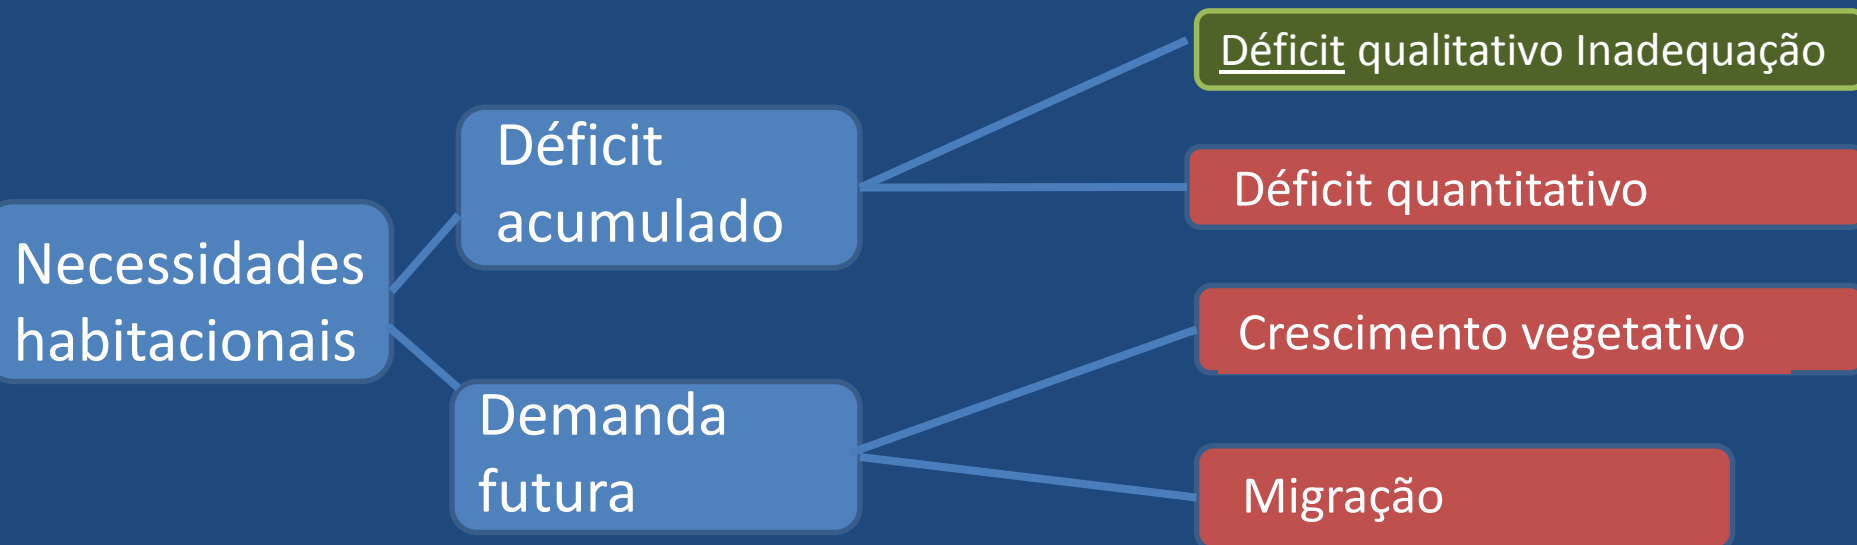 Necessidades
habitacionais
Déficit
acumulado
Demanda
futura
Déficit qualitativo Inadequação
Déficit quantitativo
Crescimento vegetativo
Migração